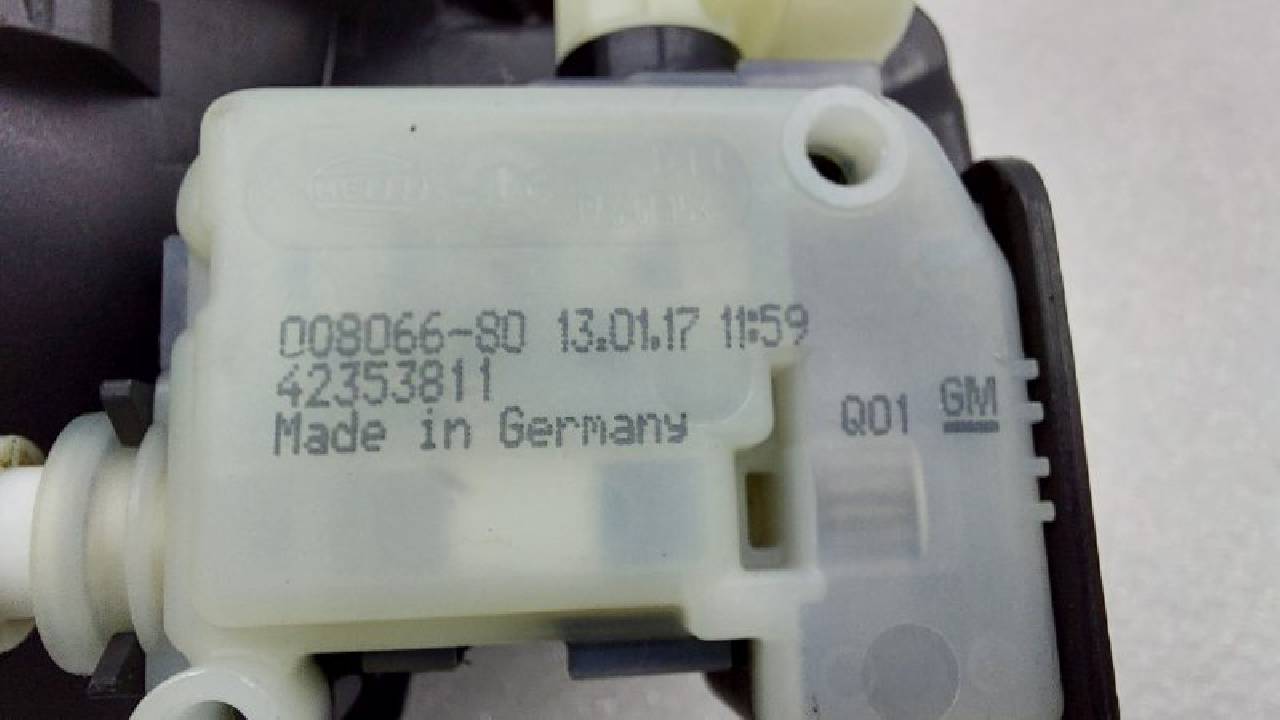 008066-80 13.01.17 11:59
42353811
Made in Germany
Q01 GM